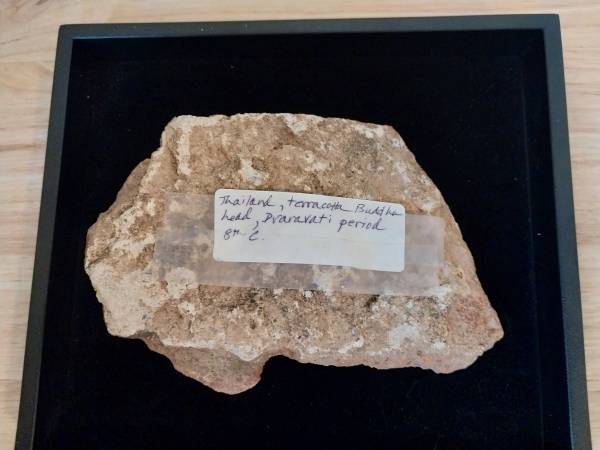 Thailand, terracotta Buddha
head, Dvaravati period
8th C.